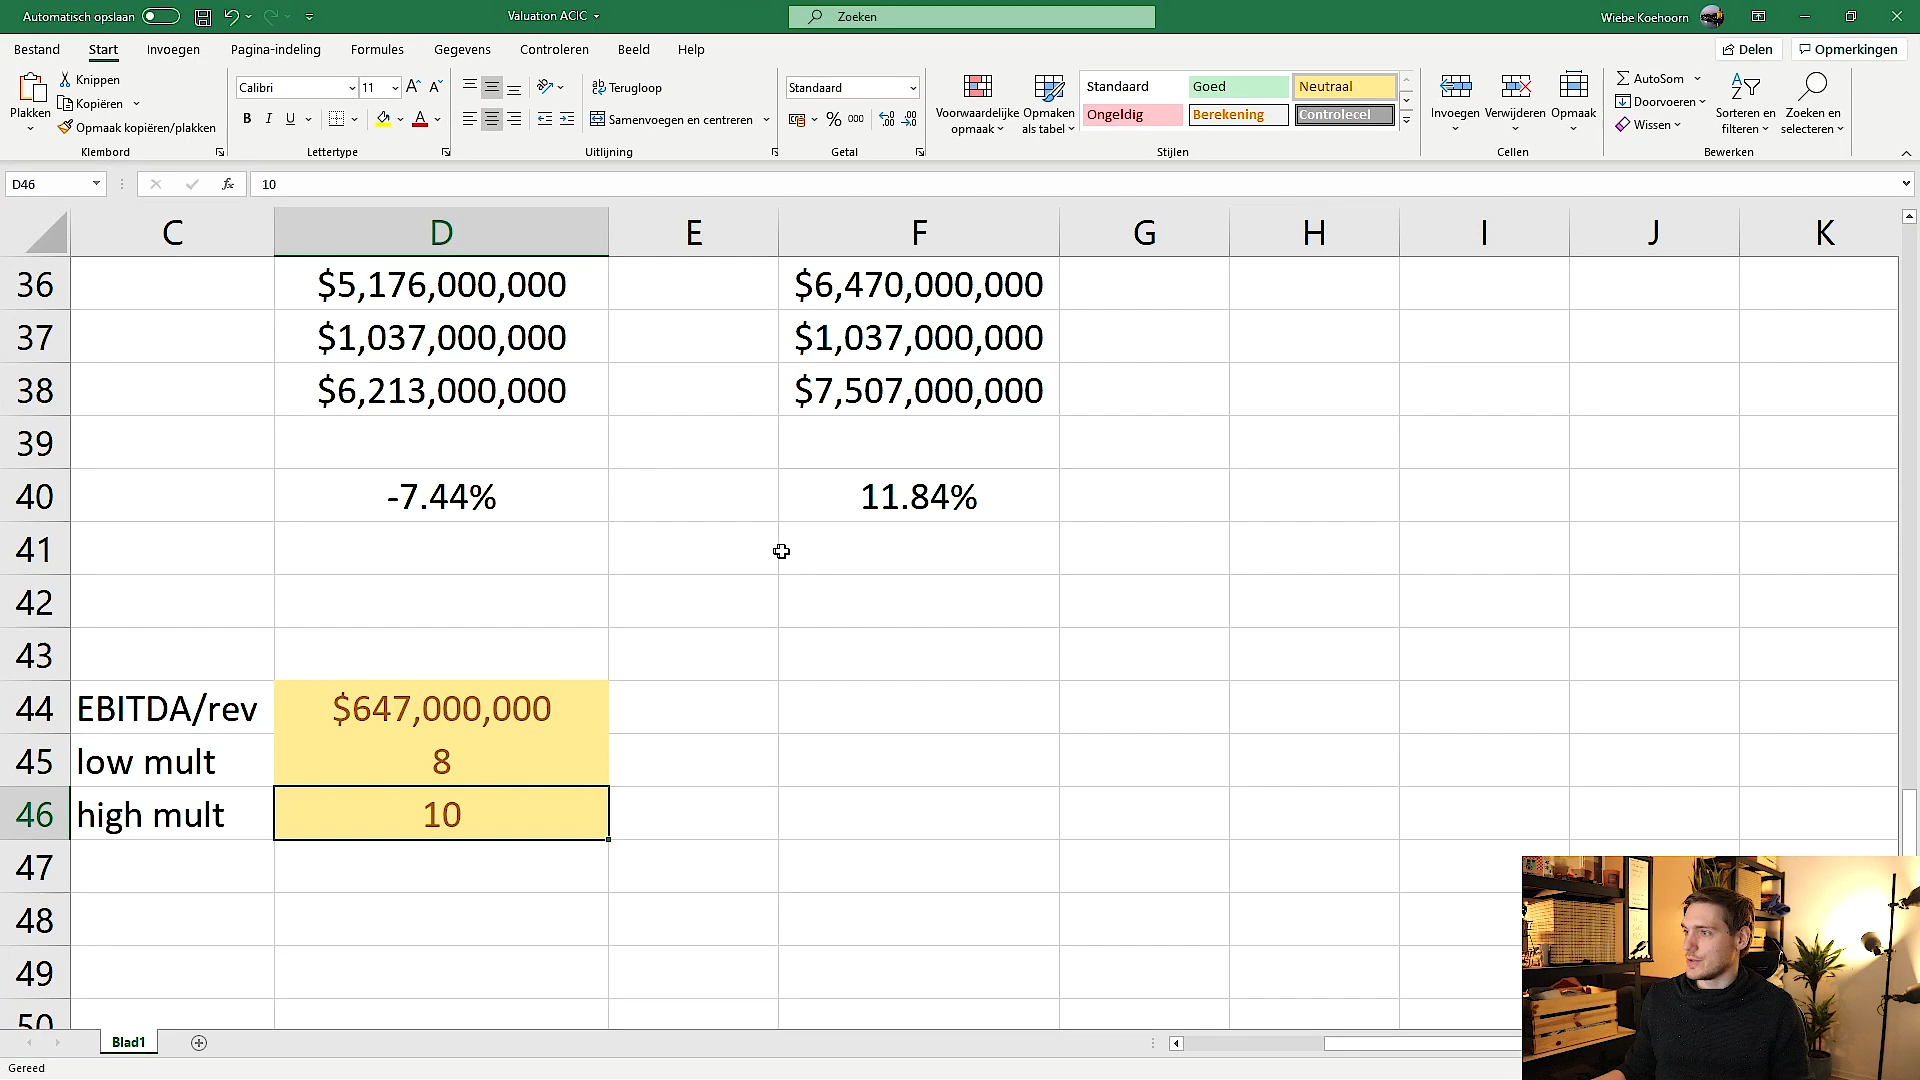 Automatisch opslaan
Valuation ACIC
Zoeken
Wiebe Koehoorn
Bestand Start Invoegen Pagina-indeling Formules Gegevens Controleren Beeld Help
Delen Opmerkingen
Plakken
Knippen
Kopiëren
Opmaak kopiëren/plakken
Klembord
Calibri 11
B I U
Lettertype
Terugloop
Samenvoegen en centreren
Uitlijning
Standaard
% 000
Getal
Voorwaardelijke opmaak
Opmaken als tabel
Standaard Goed Neutraal
Ongeldig Berekening Controlecel
Stijlen
Invoegen Verwijderen Opmaak
Cellen
AutoSom
Doorvoeren
Wissen
Sorteren en filteren
Zoeken en selecteren
Bewerken
D46 fx 10
C D E F G H I J K
36 $5,176,000,000 $6,470,000,000
37 $1,037,000,000 $1,037,000,000
38 $6,213,000,000 $7,507,000,000
39
40 -7.44% 11.84%
41
42
43
44 EBITDA/rev $647,000,000
45 low mult 8
46 high mult 10
47
48
49
50
Blad1
Gereed